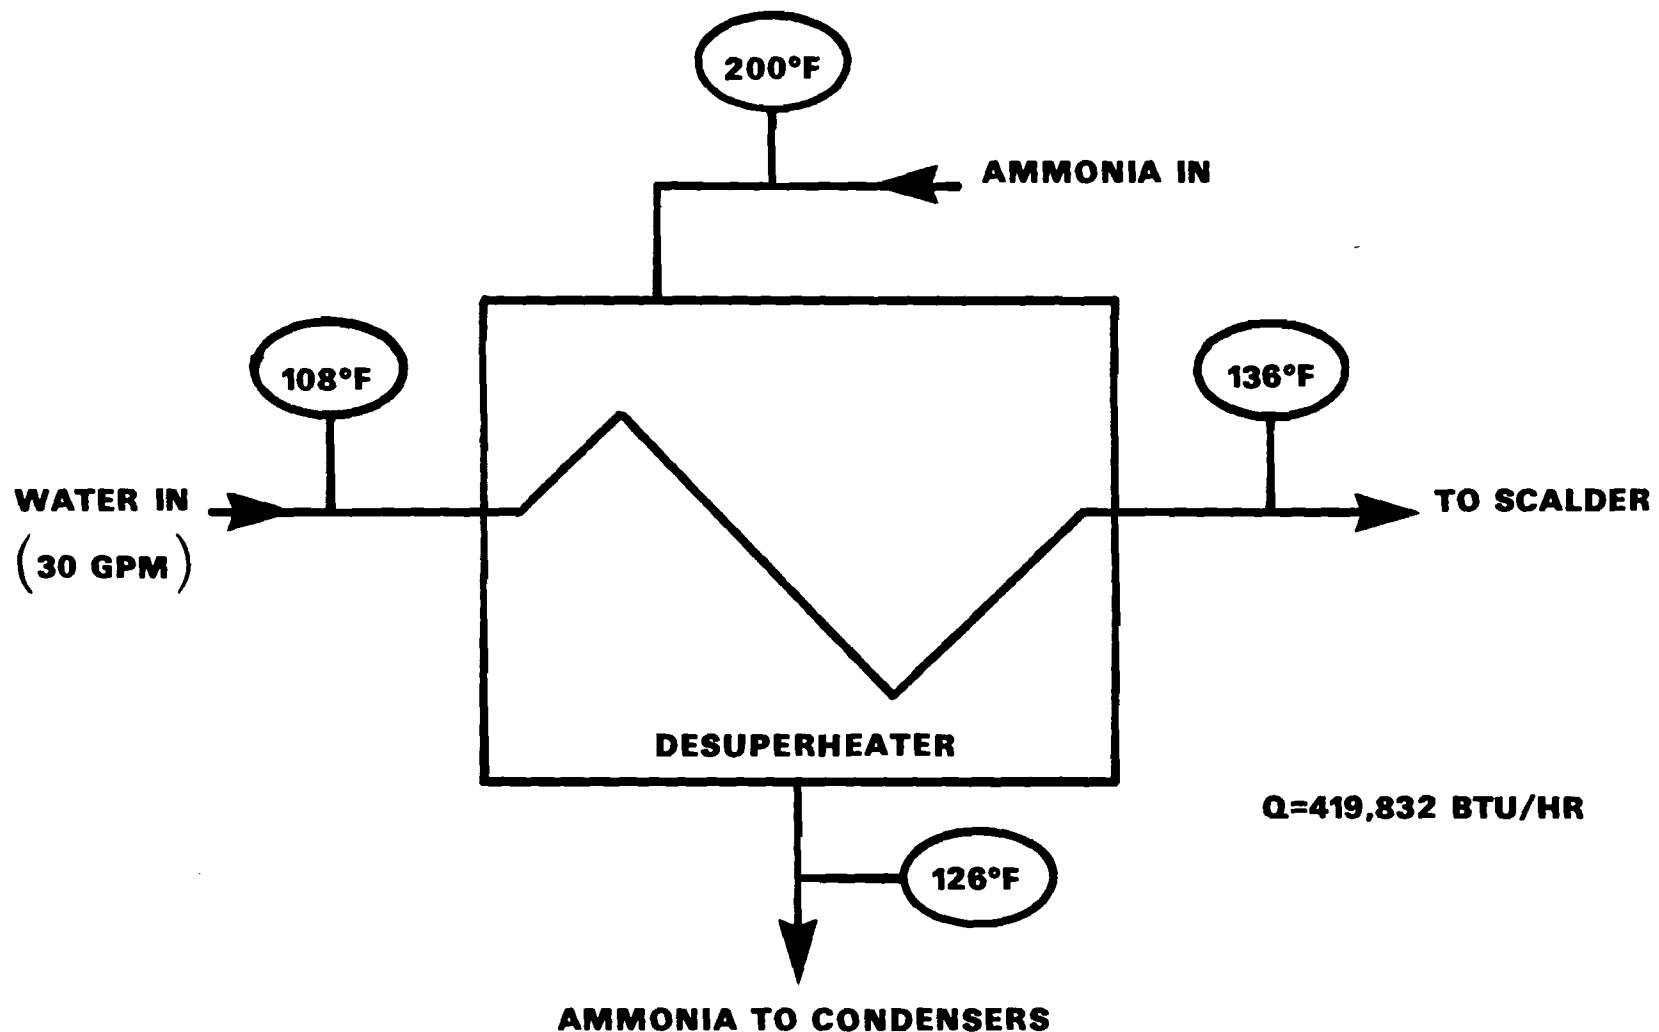 200°F
AMMONIA IN
108°F
136°F
WATER IN
(30 GPM)
TO SCALDER
DESUPERHEATER
Q=419,832 BTU/HR
126°F
AMMONIA TO CONDENSERS